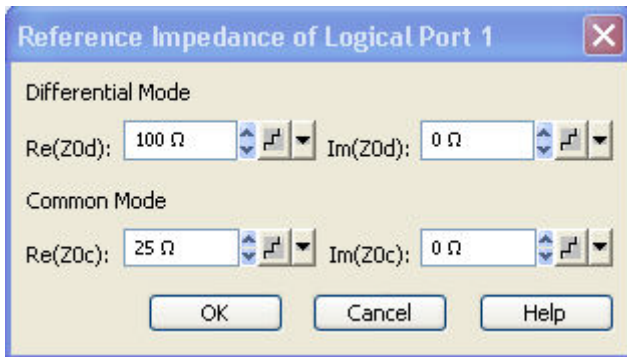 Reference Impedance of Logical Port 1
Differential Mode
Re(Z0d): 100 Ω Im(Z0d): 0 Ω
Common Mode
Re(Z0c): 25 Ω Im(Z0c): 0 Ω
OK Cancel Help